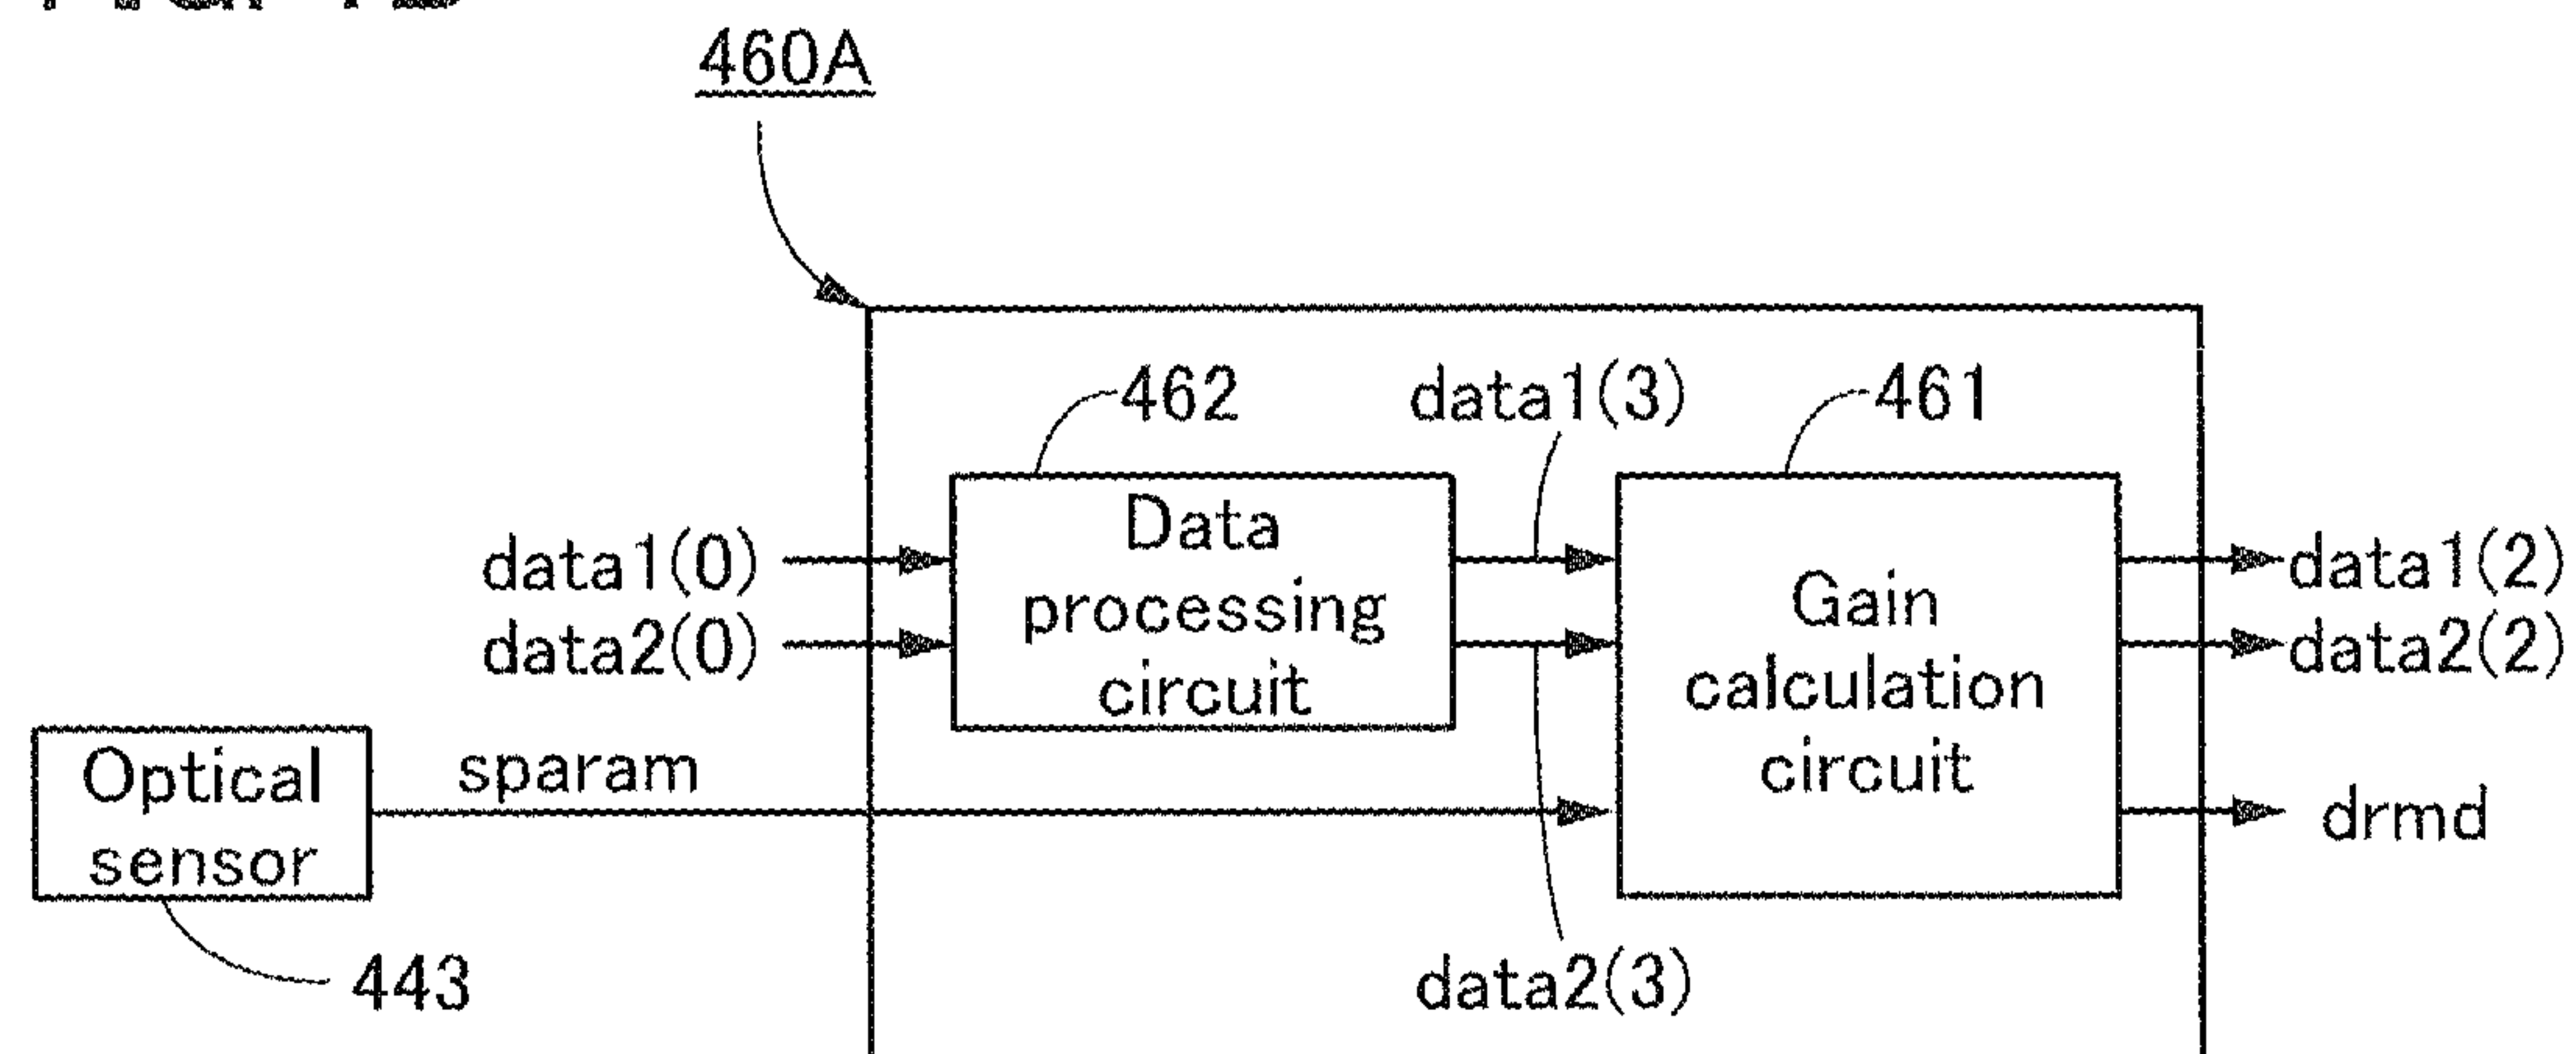 460A
462
data1(3)
461
data1(0)
data2(0)
Data
processing
circuit
Gain
calculation
circuit
data1(2)
data2(2)
Optical
sensor
sparam
drmd
443
data2(3)